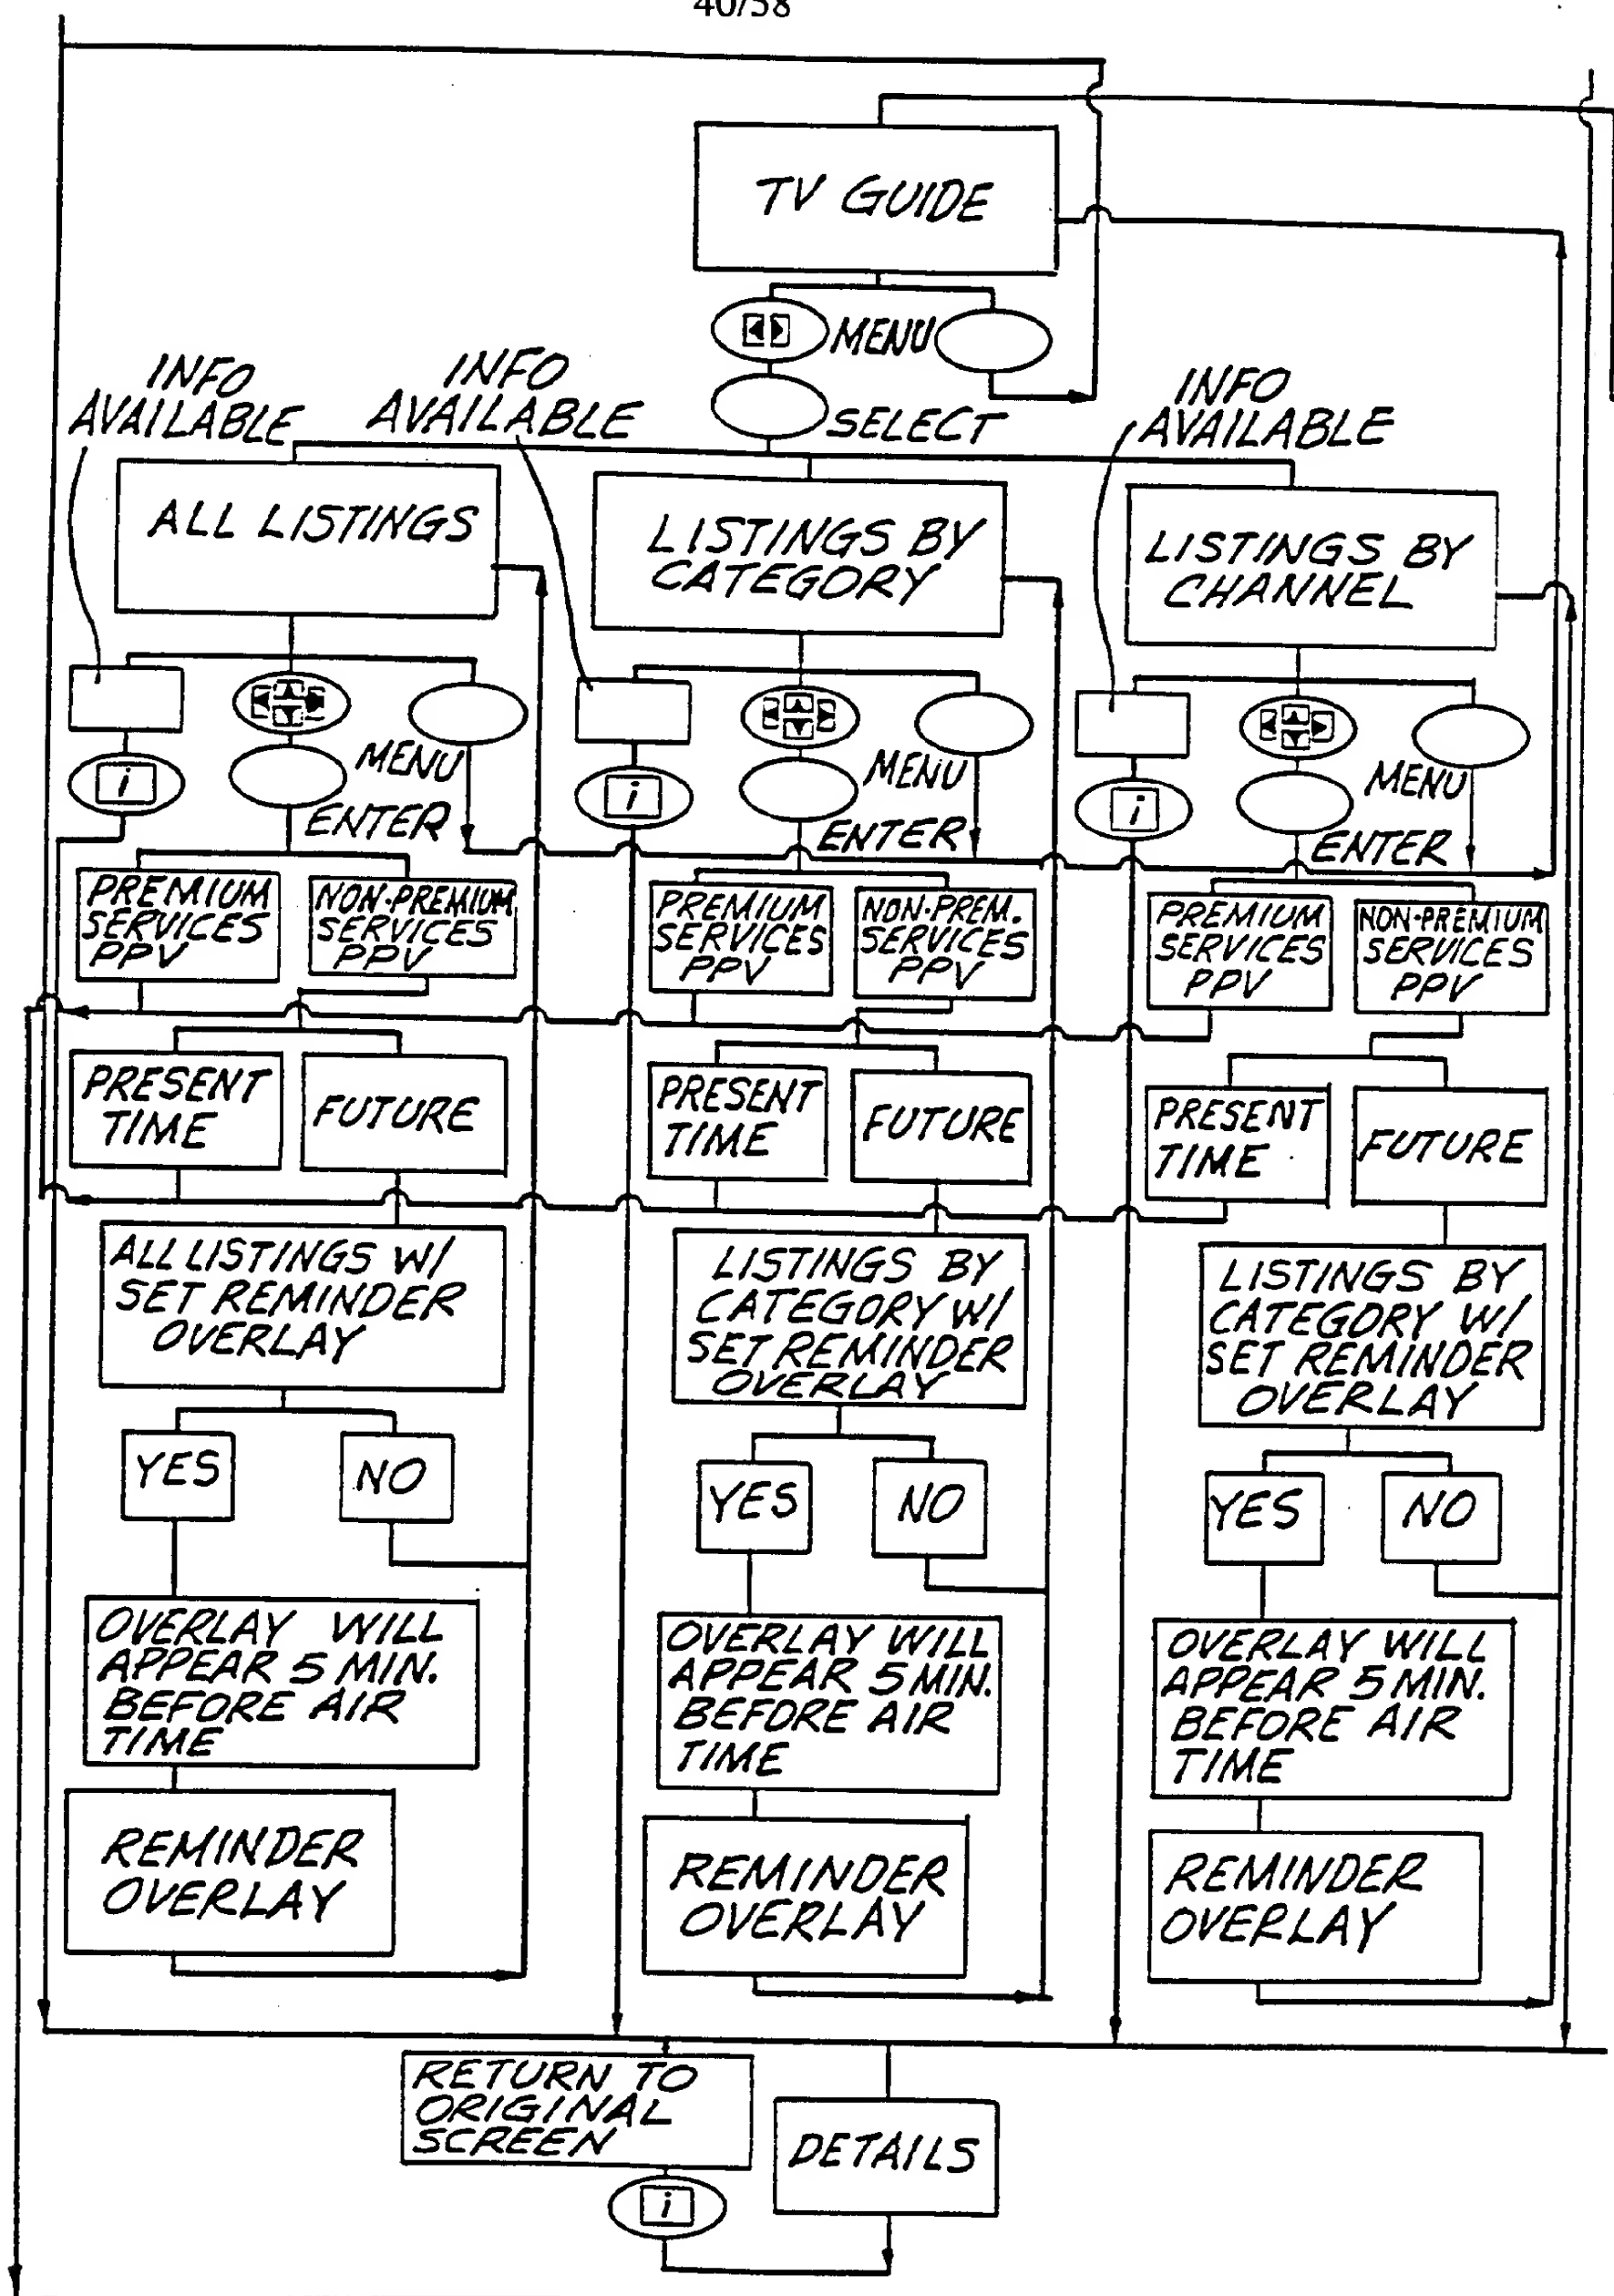 40/58
TV GUIDE
MENU
SELECT
INFO
AVAILABLE
INFO
AVAILABLE
INFO
AVAILABLE
ALL LISTINGS
LISTINGS BY
CATEGORY
LISTINGS BY
CHANNEL
i
MENU
ENTER
i
MENU
ENTER
i
MENU
ENTER
PREMIUM
SERVICES
PPV
NON-PREMIUM
SERVICES
PPV
PREMIUM
SERVICES
PPV
NON-PREM.
SERVICES
PPV
PREMIUM
SERVICES
PPV
NON-PREMIUM
SERVICES
PPV
PRESENT
TIME
FUTURE
PRESENT
TIME
FUTURE
PRESENT
TIME
FUTURE
ALL LISTINGS W/
SET REMINDER
OVERLAY
LISTINGS BY
CATEGORY W/
SET REMINDER
OVERLAY
LISTINGS BY
CATEGORY W/
SET REMINDER
OVERLAY
YES
NO
YES
NO
YES
NO
OVERLAY WILL
APPEAR 5 MIN.
BEFORE AIR
TIME
OVERLAY WILL
APPEAR 5 MIN.
BEFORE AIR
TIME
OVERLAY WILL
APPEAR 5 MIN.
BEFORE AIR
TIME
REMINDER
OVERLAY
REMINDER
OVERLAY
REMINDER
OVERLAY
RETURN TO
ORIGINAL
SCREEN
i
DETAILS